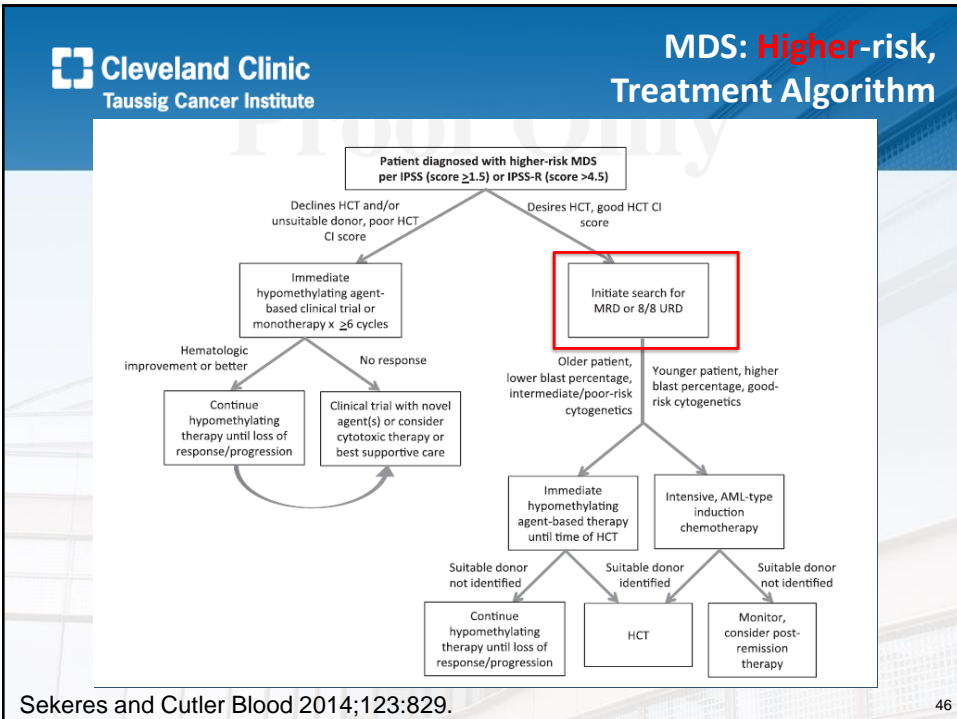 Cleveland Clinic
Taussig Cancer Institute
MDS: Higher-risk,
Treatment Algorithm
Proof Only
Patient diagnosed with higher-risk MDS
per IPSS (score ≥1.5) or IPSS-R (score >4.5)
Declines HCT and/or
unsuitable donor, poor HCT
CI score
Desires HCT, good HCT CI
score
Immediate
hypomethylating agent-
based clinical trial or
monotherapy x ≥6 cycles
Initiate search for
MRD or 8/8 URD
Hematologic
improvement or better
No response
Older patient,
lower blast percentage,
intermediate/poor-risk
cytogenetics
Younger patient, higher
blast percentage, good-
risk cytogenetics
Continue
hypomethylating
therapy until loss of
response/progression
Clinical trial with novel
agent(s) or consider
cytotoxic therapy or
best supportive care
Immediate
hypomethylating
agent-based therapy
until time of HCT
Intensive, AML-type
induction
chemotherapy
Suitable donor
not identified
Suitable donor
identified
Suitable donor
not identified
Continue
hypomethylating
therapy until loss of
response/progression
HCT
Monitor,
consider post-
remission
therapy
Sekeres and Cutler Blood 2014;123:829.
46